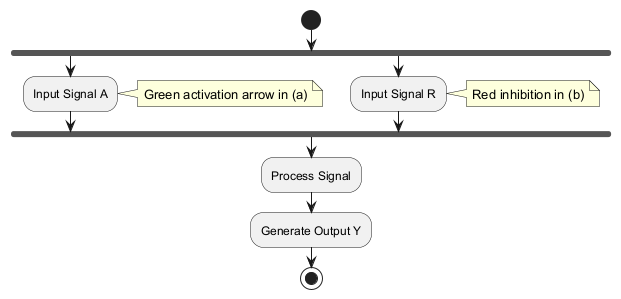 Input Signal A
Green activation arrow in (a)
Input Signal R
Red inhibition in (b)
Process Signal
Generate Output Y